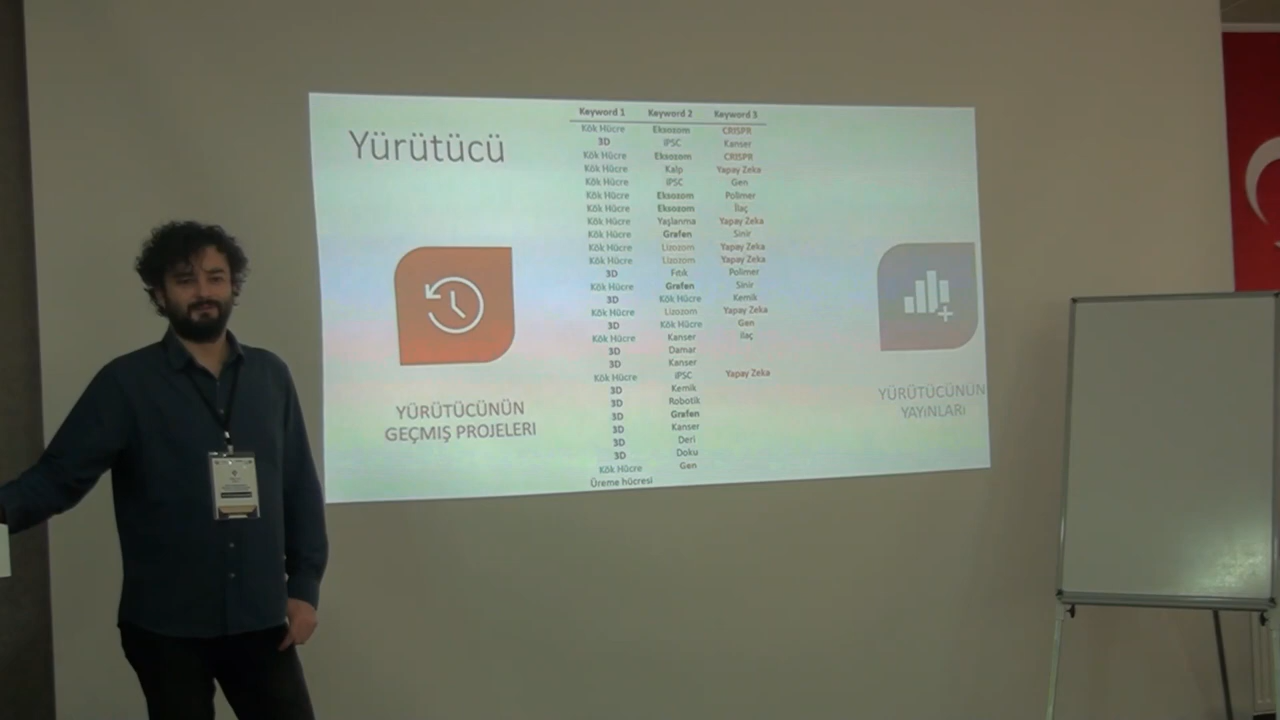 Yürütücü
Keyword 1 Keyword 2 Keyword 3
Kök Hücre Eksozom CRISPR
3D iPSC Kanser
Kök Hücre Eksozom CRISPR
Kök Hücre Kalp Yapay Zeka
Kök Hücre iPSC Gen
Kök Hücre Eksozom Polimer
Kök Hücre Eksozom İlaç
Kök Hücre Yaşlanma Yapay Zeka
Kök Hücre Grafen Sinir
Kök Hücre Lizozom Yapay Zeka
Kök Hücre Lizozom Yapay Zeka
3D Fıtık Polimer
Kök Hücre Grafen Sinir
3D Kök Hücre Kemik
Kök Hücre Lizozom Yapay Zeka
3D Kök Hücre Gen
Kök Hücre Kanser ilaç
3D Damar
3D Kanser
Kök Hücre iPSC Yapay Zeka
3D Kemik
3D Robotik
3D Grafen
3D Kanser
3D Deri
3D Doku
Kök Hücre Gen
Üreme hücresi
YÜRÜTÜCÜNÜN
GEÇMIŞ PROJELERI
YÜRÜTÜCÜNÜN
YAYıNLARı